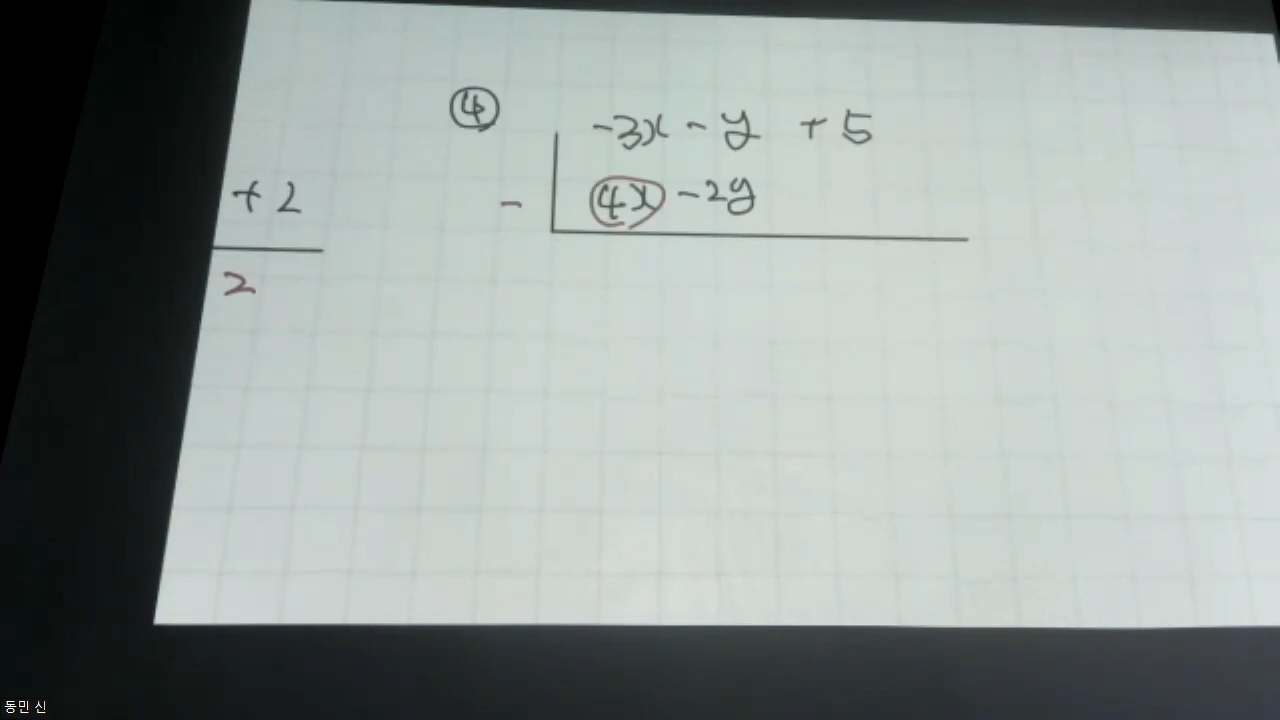 ④ -3x - y + 5
+ 2 - 4x - 2y
2
동민 신